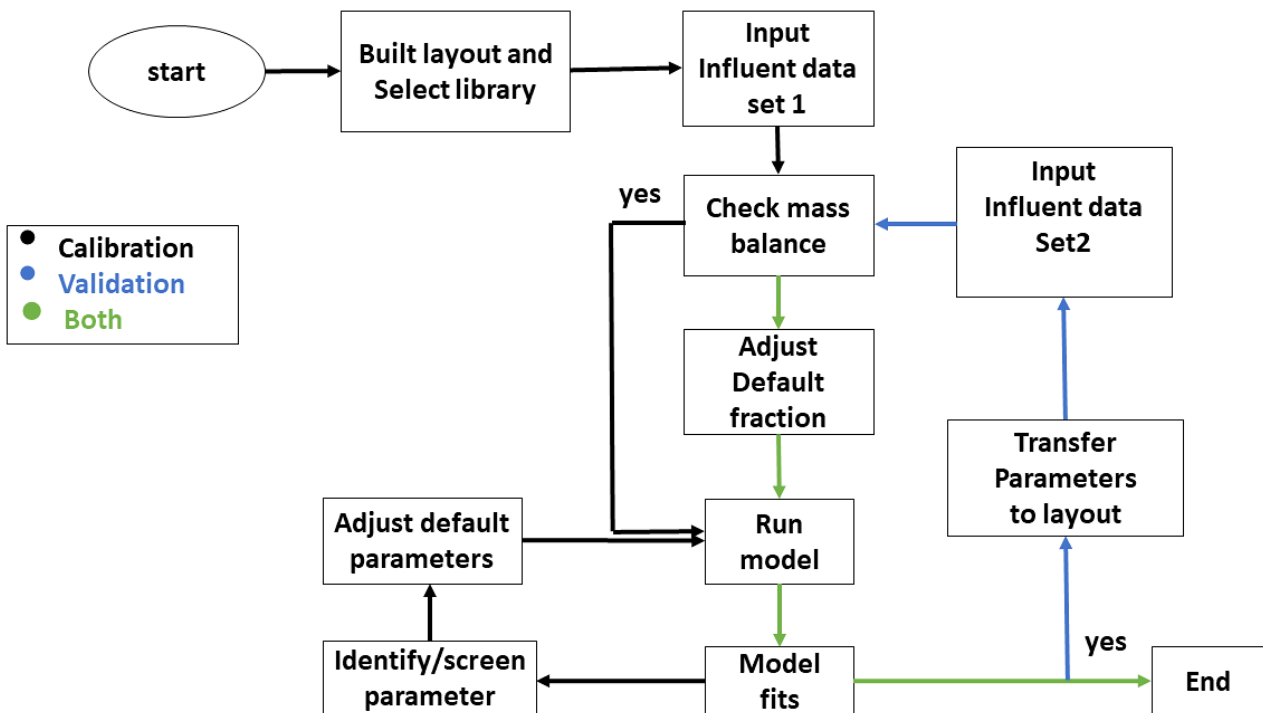 start
Built layout and
Select library
Input
Influent data
set 1
yes
Check mass
balance
Input
Influent data
Set2
Calibration
Validation
Both
Adjust
Default
fraction
Transfer
Parameters
to layout
Adjust default
parameters
Run
model
Identify/screen
parameter
Model
fits
yes
End